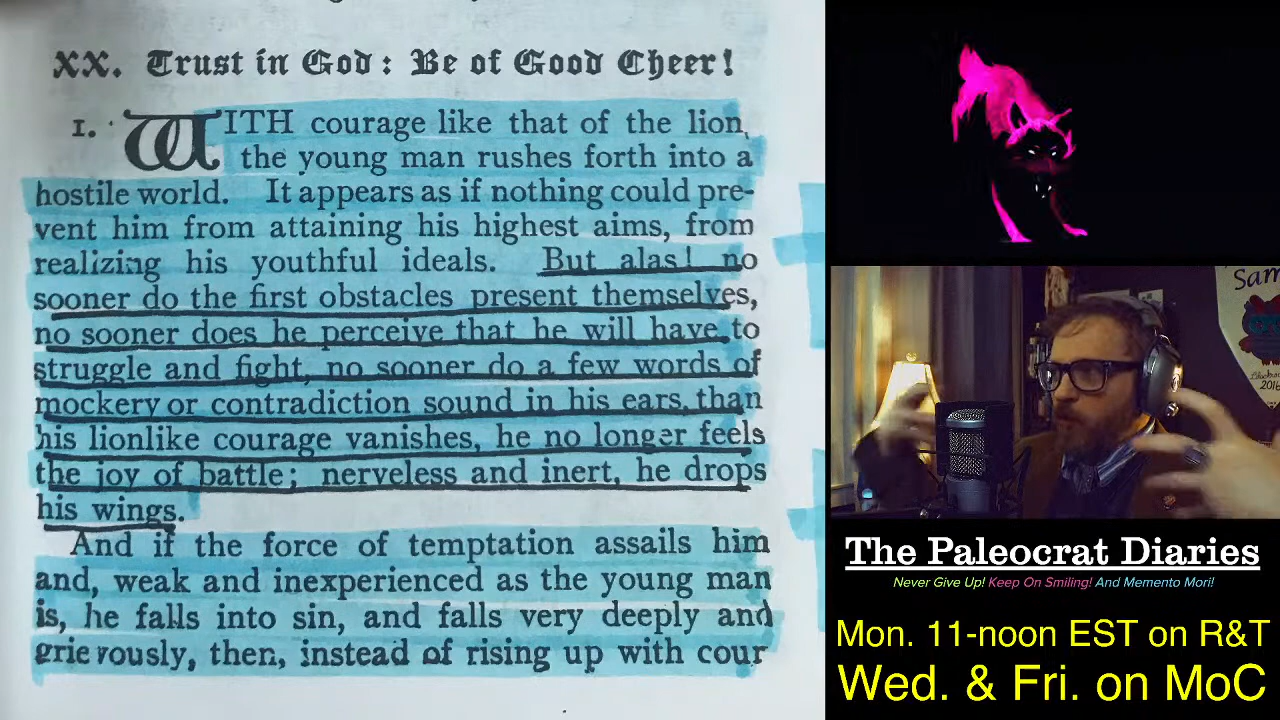 XX. Trust in God: Be of Good Cheer!
1. WITH courage like that of the lion,
the young man rushes forth into a
hostile world. It appears as if nothing could pre-
vent him from attaining his highest aims, from
realizing his youthful ideals. But alas! no
sooner do the first obstacles present themselves,
no sooner does he perceive that he will have to
struggle and fight, no sooner do a few words of
mockery or contradiction sound in his ears, than
his lionlike courage vanishes, he no longer feels
the joy of battle; nerveless and inert, he drops
his wings.
And if the force of temptation assails him
and, weak and inexperienced as the young man
is, he falls into sin, and falls very deeply and
grievously, then, instead of rising up with cour
Sam
2016
The Paleocrat Diaries
Never Give Up! Keep On Smiling! And Memento Mori!
Mon. 11-noon EST on R&T
Wed. & Fri. on MoC